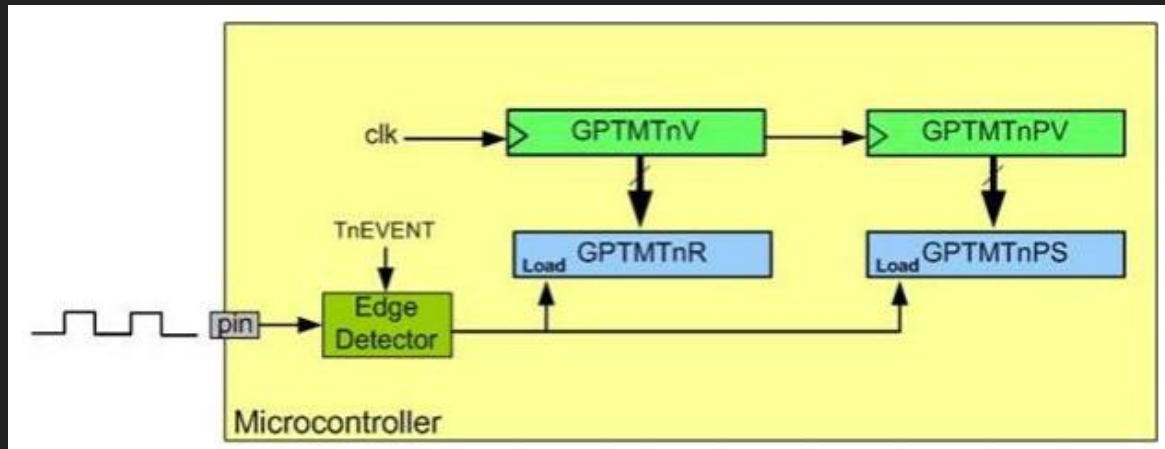 clk
GPTMTnV
GPTMTnPV
TnEVENT
Load GPTMTnR
Load GPTMTnPS
pin
Edge
Detector
Microcontroller